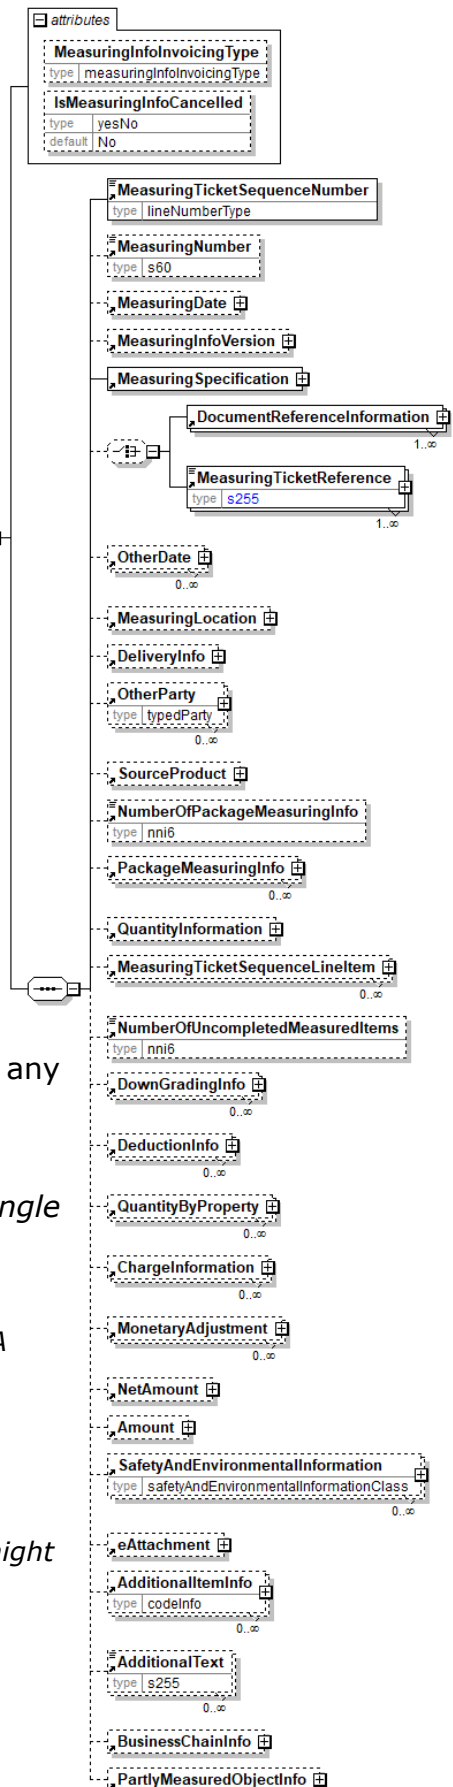 attributes
MeasuringInfoInvoicingType
type measuringInfoInvoicingType
IsMeasuringInfoCancelled
type yesNo
default No
MeasuringTicketSequenceNumber
type lineNumberType
MeasuringNumber
type s60
MeasuringDate
MeasuringInfoVersion
MeasuringSpecification
DocumentReferenceInformation
1..∞
MeasuringTicketReference
type s255
1..∞
OtherDate
0..∞
MeasuringLocation
DeliveryInfo
OtherParty
type typedParty
0..∞
SourceProduct
NumberOfPackageMeasuringInfo
type nni6
PackageMeasuringInfo
0..∞
QuantityInformation
MeasuringTicketSequenceLineItem
0..∞
NumberOfUncompletedMeasuredItems
type nni6
any
DownGradingInfo
0..∞
DeductionInfo
0..∞
ngle
QuantityByProperty
0..∞
ChargeInformation
0..∞
MonetaryAdjustment
0..∞
A
NetAmount
Amount
SafetyAndEnvironmentalInformation
type safetyAndEnvironmentalInformationClass
0..∞
eAttachment
ight
AdditionalItemInfo
type codeInfo
0..∞
AdditionalText
type s255
0..∞
BusinessChainInfo
PartlyMeasuredObjectInfo